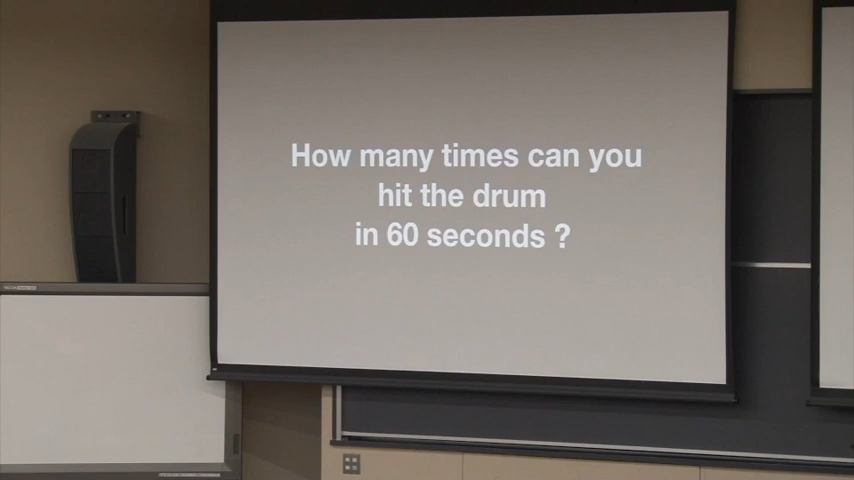 How many times can you
hit the drum
in 60 seconds ?